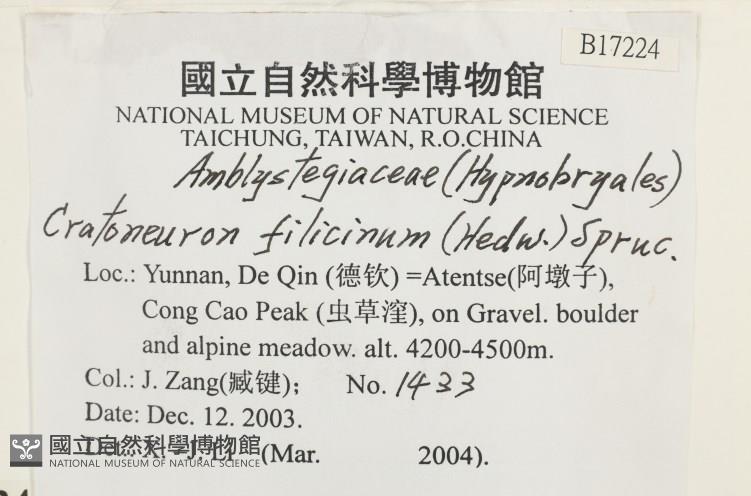 B17224
國立自然科學博物館
NATIONAL MUSEUM OF NATURAL SCIENCE
TAICHUNG, TAIWAN, R.O.CHINA
Amblystegiaceae (Hypnobryales)
Cratoneuron filicinum (Hedw.) Spruc.
Loc.: Yunnan, De Qin (德钦) =Atentse(阿墩子),
Cong Cao Peak (虫草漥), on Gravel. boulder
and alpine meadow. alt. 4200-4500m.
Col.: J. Zang(臧键); No. 1433
Date: Dec. 12. 2003.
Det.: X. -J. Li (Mar. 2004).
國立自然科學博物館
NATIONAL MUSEUM OF NATURAL SCIENCE